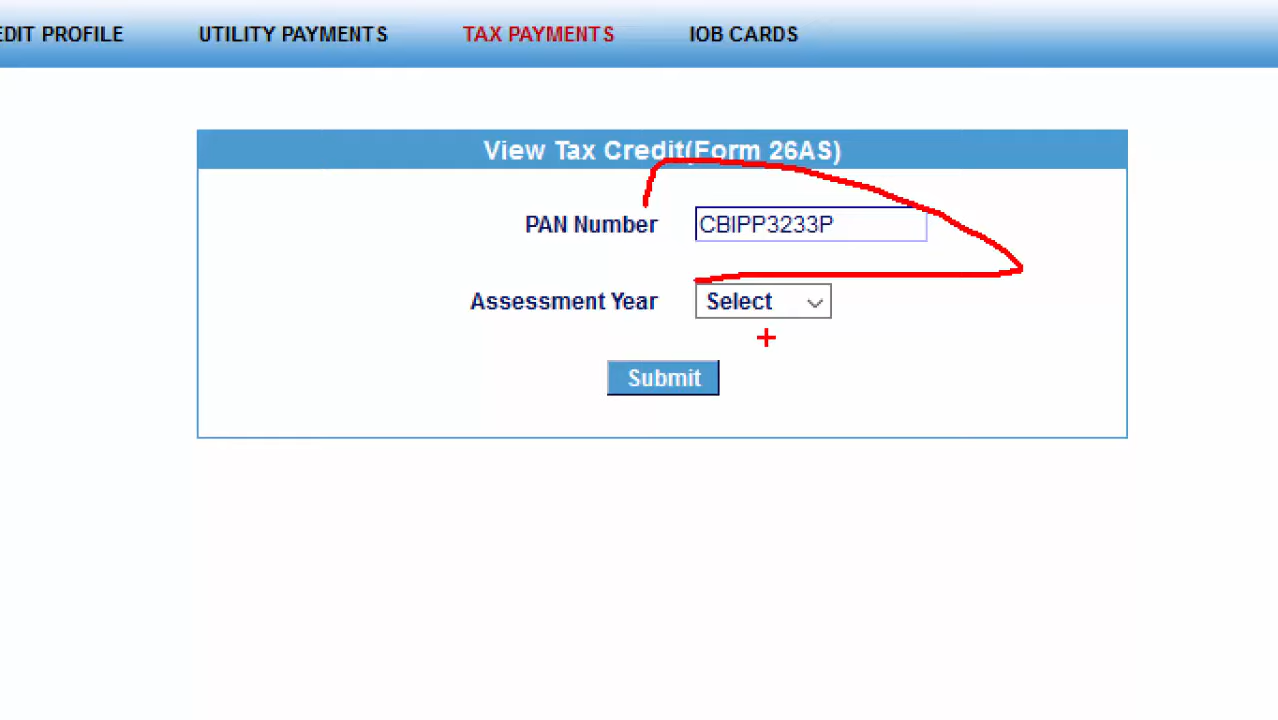 EDIT PROFILE UTILITY PAYMENTS TAX PAYMENTS IOB CARDS
View Tax Credit(Form 26AS)
PAN Number CBIPP3233P
Assessment Year Select
Submit